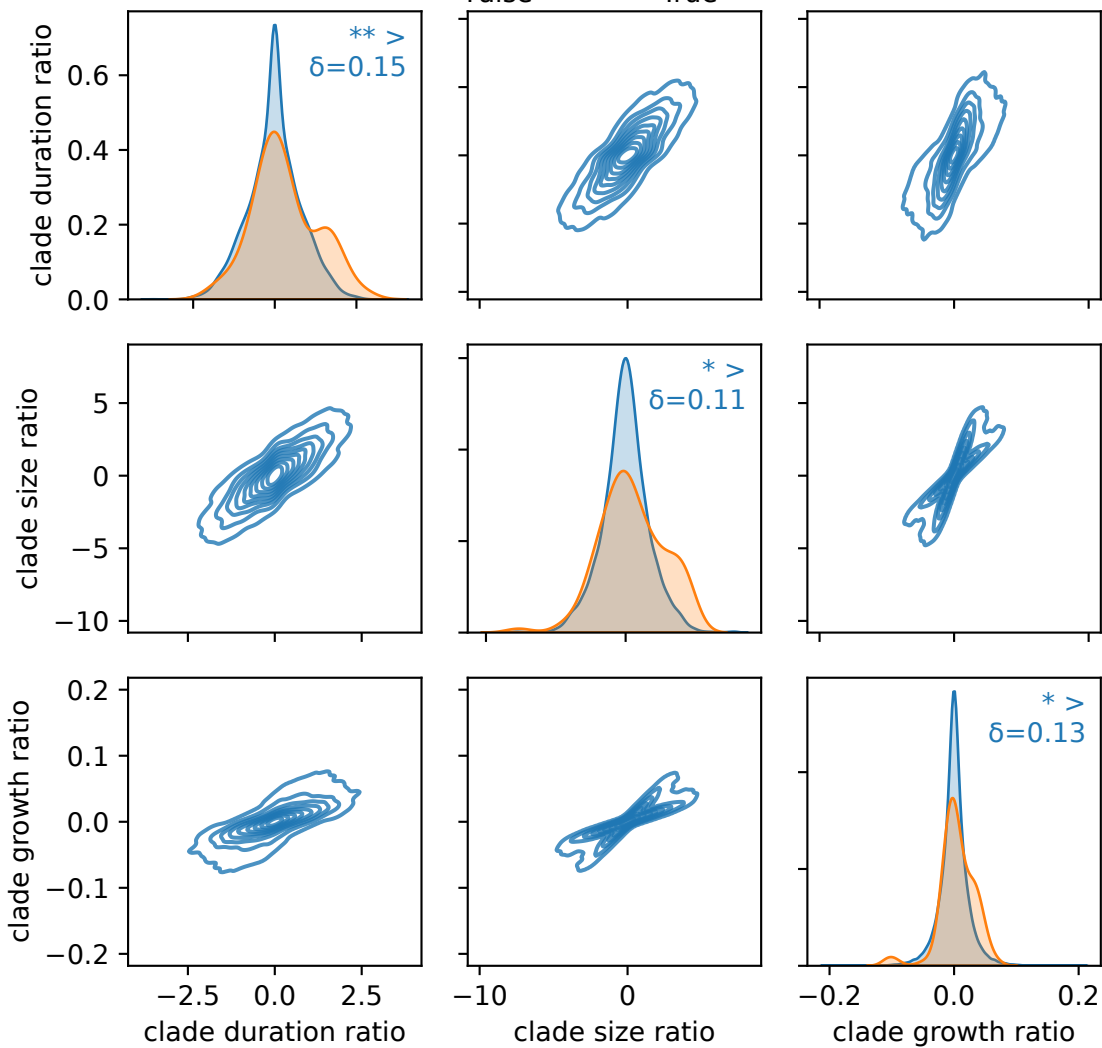 True
clade duration ratio
0.6
0.4
0.2
0.0
** >
δ=0.15
clade size ratio
5
0
−5
−10
* >
δ=0.11
clade growth ratio
0.2
0.1
0.0
−0.1
−0.2
* >
δ=0.13
−2.5
0.0
2.5
−10
0
−0.2
0.0
0.2
clade duration ratio
clade size ratio
clade growth ratio